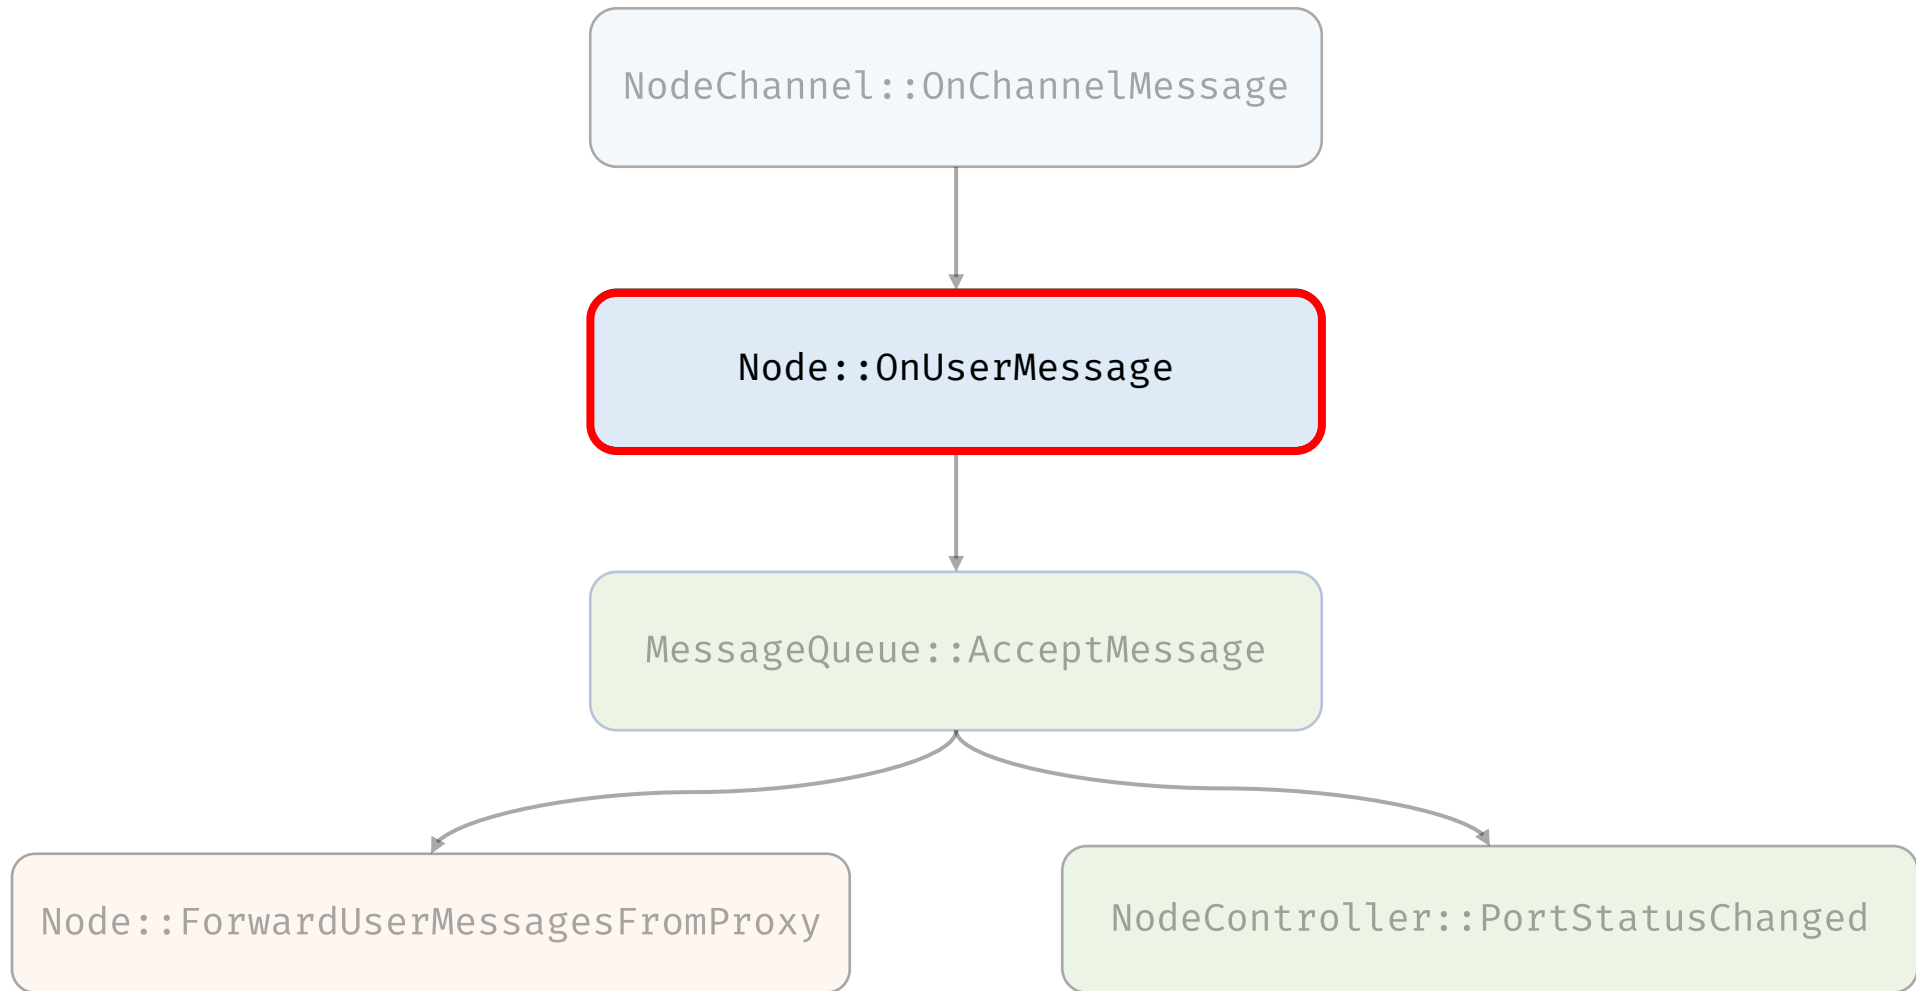 NodeChannel::OnChannelMessage
Node::OnUserMessage
MessageQueue::AcceptMessage
Node::ForwardUserMessagesFromProxy
NodeController::PortStatusChanged